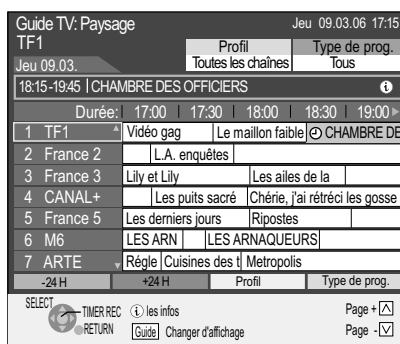 Guide TV: Paysage Jeu 09.03.06 17:15
TF1 Profil Type de prog.
Jeu 09.03. Toutes les chaînes Tous
18:15-19:45 CHAMBRE DES OFFICIERS
Durée: 17:00 17:30 18:00 18:30 19:00
1 TF1 Vidéo gag Le maillon faible CHAMBRE DE
2 France 2 L.A. enquêtes
3 France 3 Lily et Lily Les ailes de la
4 CANAL+ Les puits sacré Chérie, j'ai rétréci les gosse
5 France 5 Les derniers jours Ripostes
6 M6 LES ARN LES ARNAQUEURS
7 ARTE Régle Cuisines des t Metropolis
-24 H +24 H Profil Type de prog.
SELECT
TIMER REC i les infos Page +
RETURN Guide Changer d'affichage Page -